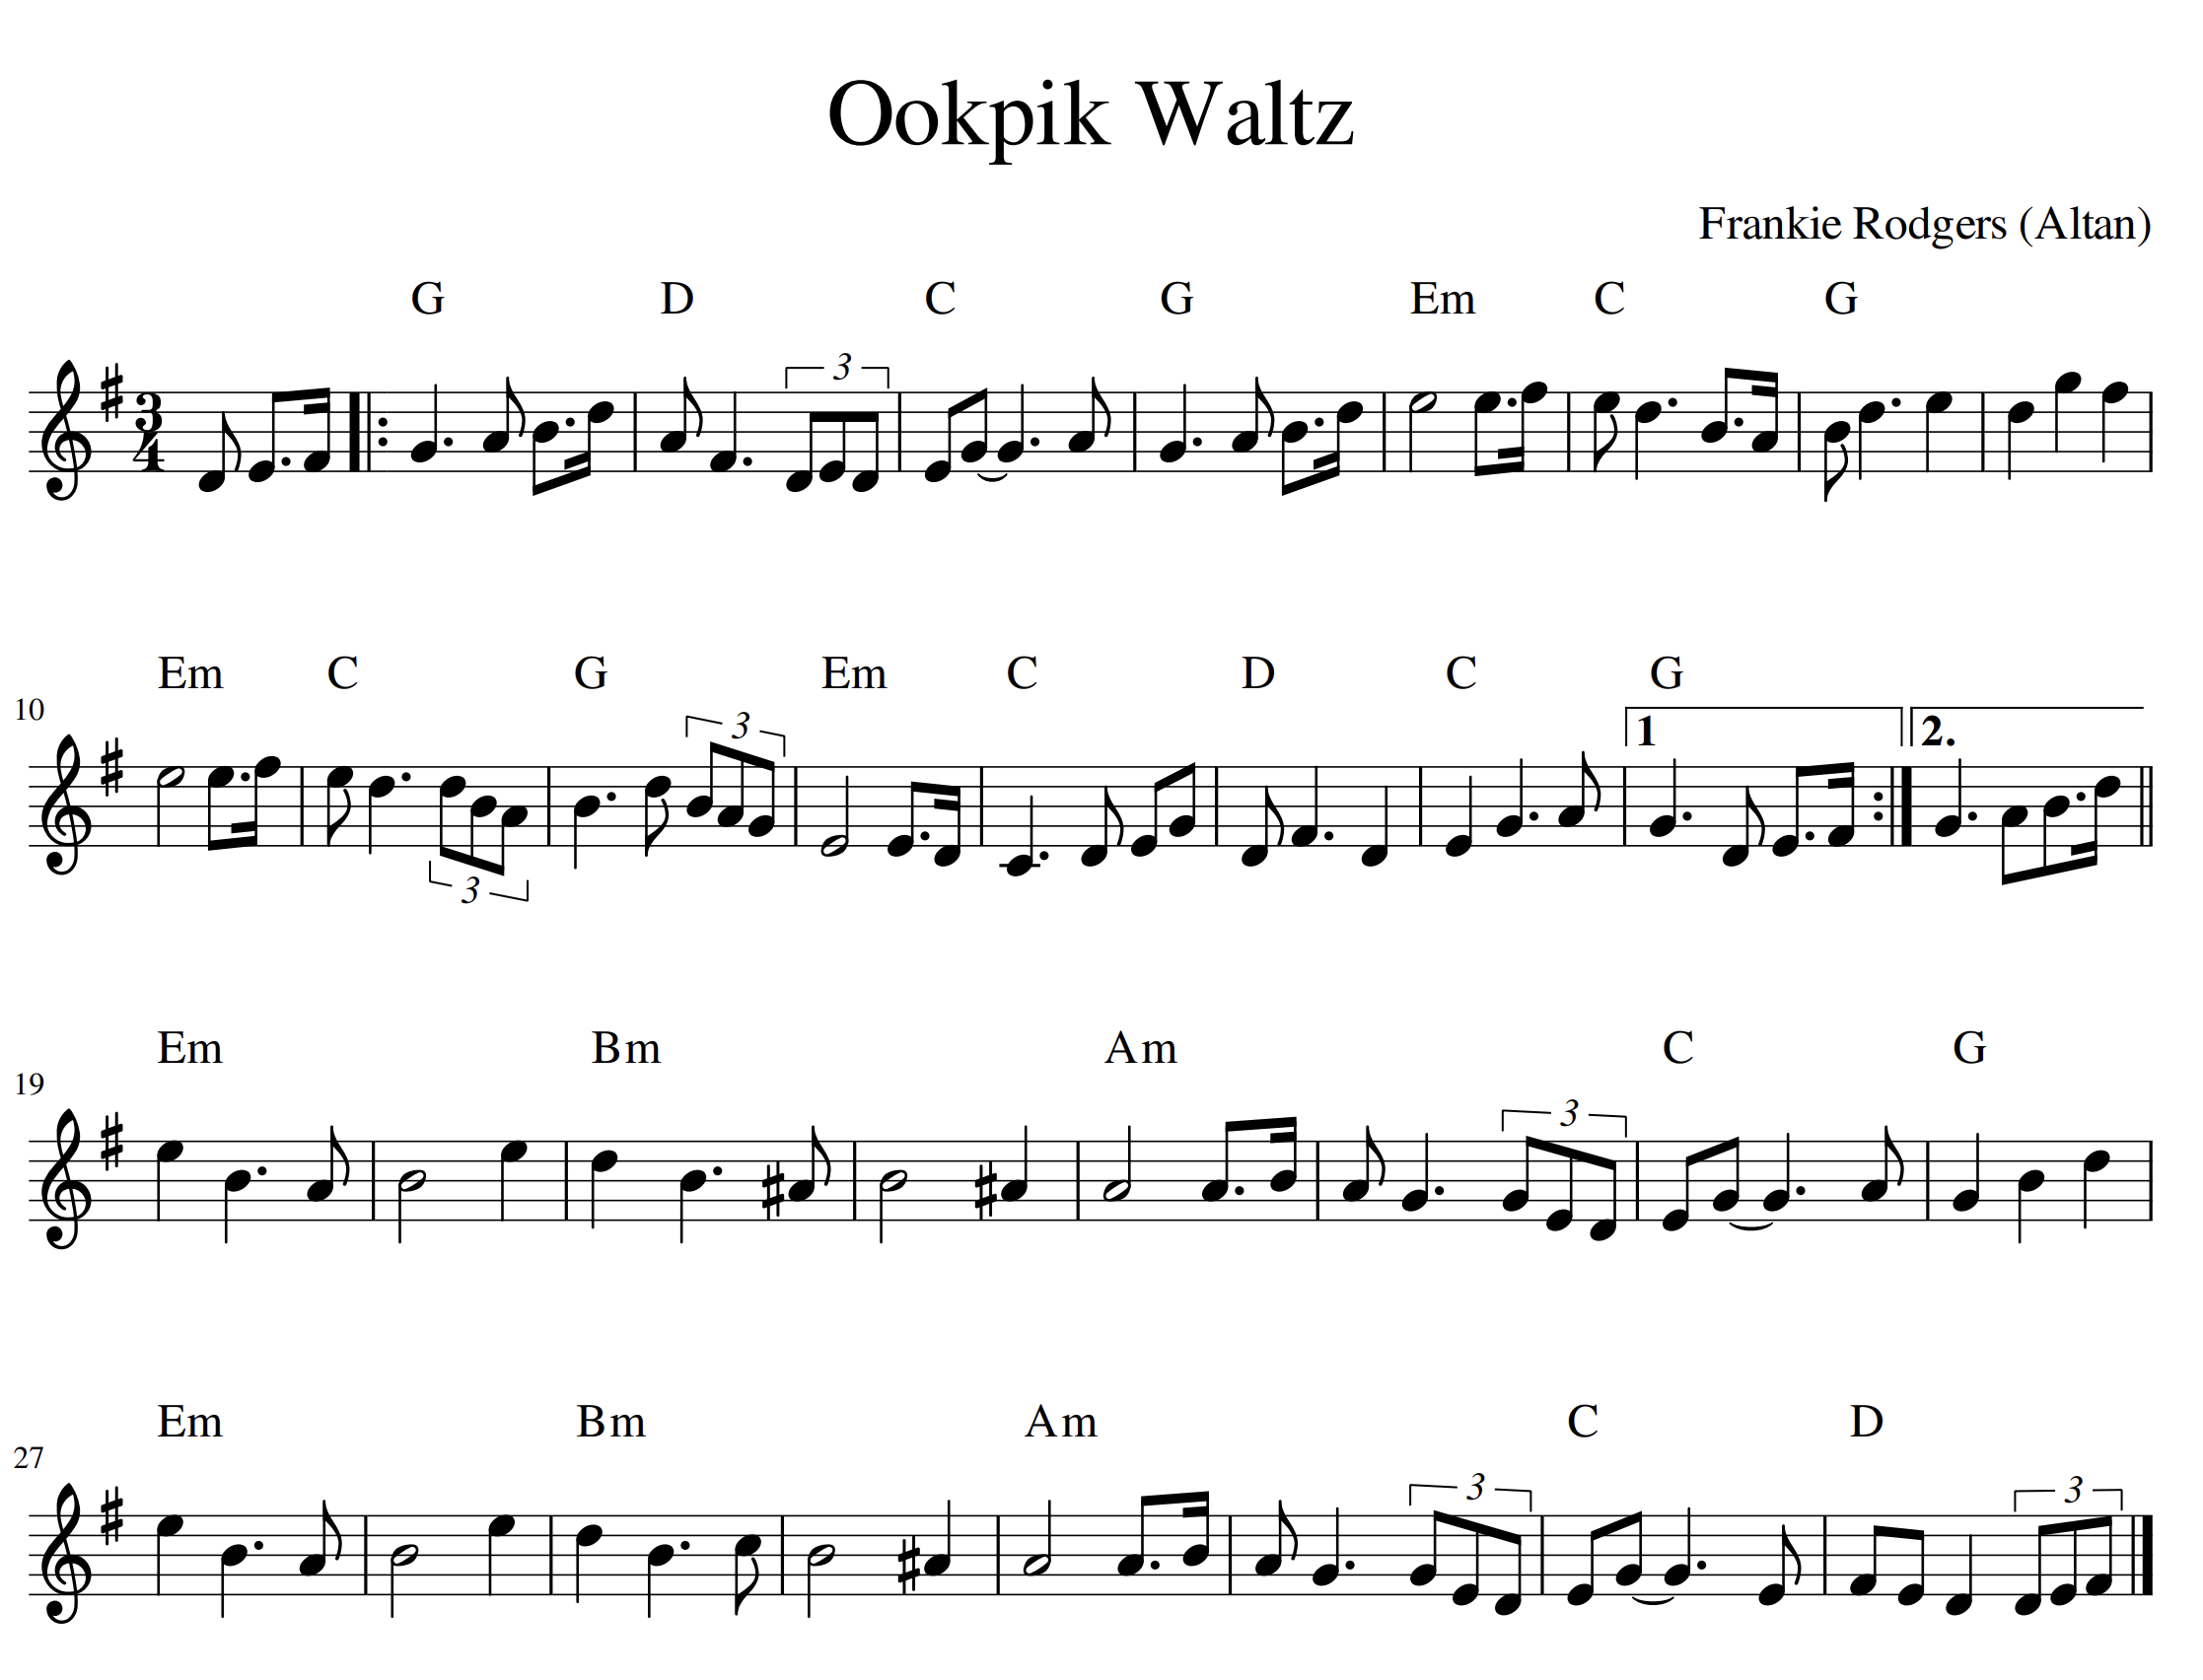 Ookpik Waltz
Frankie Rodgers (Altan)
G D C G Em C G
3
3
4
Em C G Em C D C G
10
3
1 2.
3
Em Bm Am C G
19
3
Em Bm Am C D
27
3 3